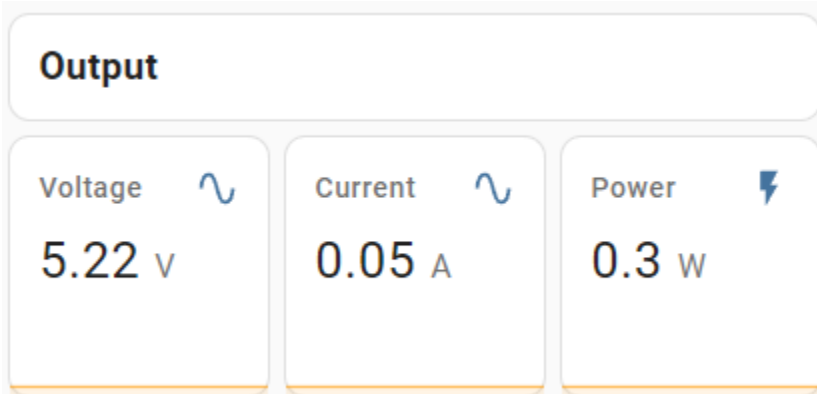 Output
Voltage
5.22 V
Current
0.05 A
Power
0.3 W